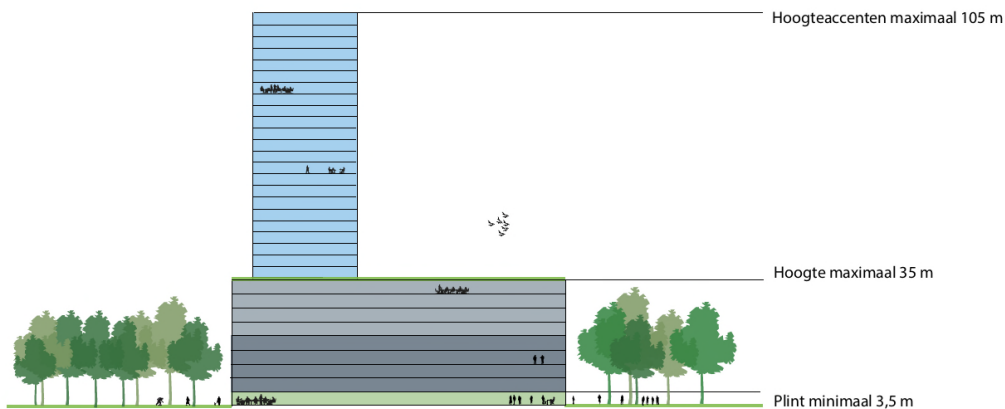 Hoogteaccenten maximaal 105 m
Hoogte maximaal 35 m
Plint minimaal 3,5 m